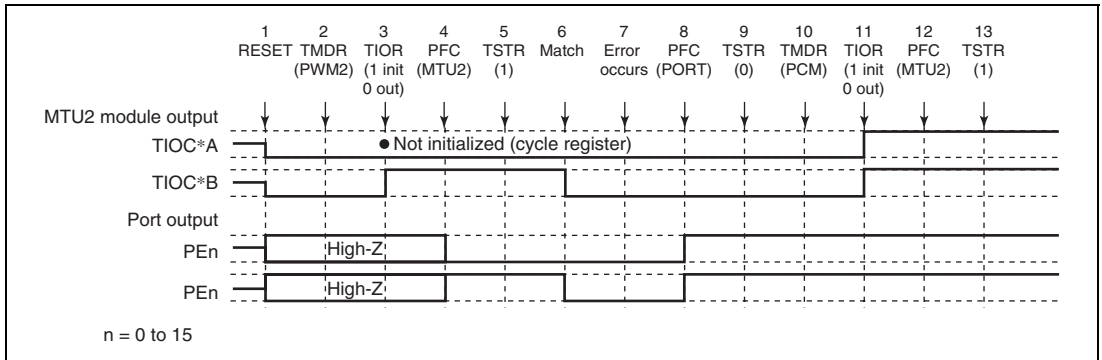 1 2 3 4 5 6 7 8 9 10 11 12 13
RESET TMDR TIOR PFC TSTR Match Error PFC TSTR TMDR TIOR PFC TSTR
(PWM2) (1 init (MTU2) (1) occurs (PORT) (0) (PCM) (1 init (MTU2) (1)
0 out) 0 out)
MTU2 module output
TIOC*A ● Not initialized (cycle register)
TIOC*B
Port output
PEn High-Z
PEn High-Z
n = 0 to 15